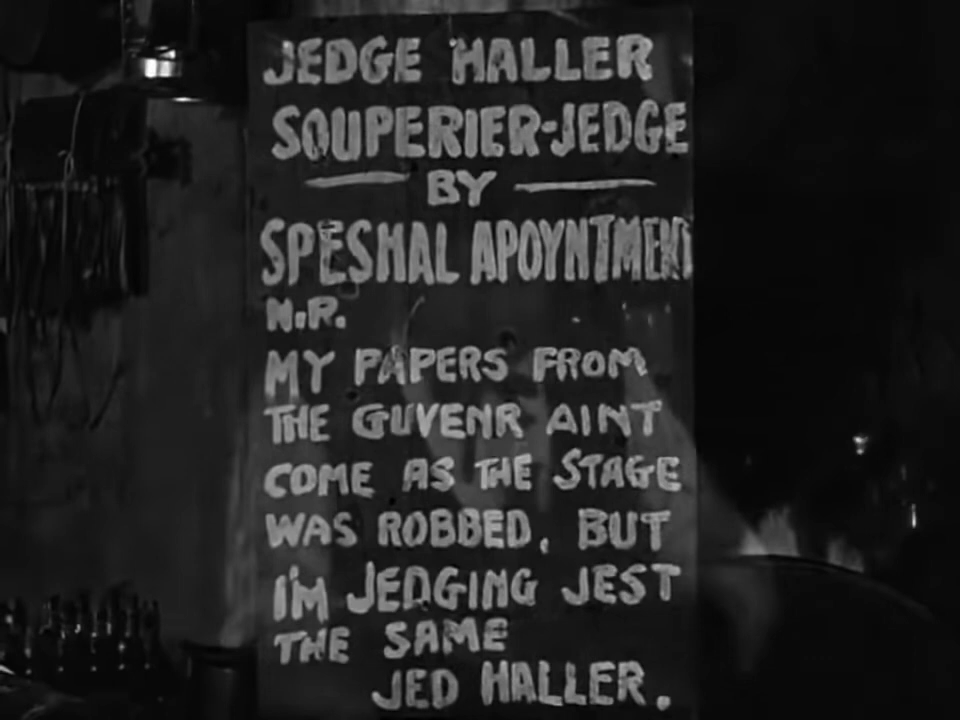 JEDGE HALLER
SOUPERIER-JEDGE
BY
SPESHAL APOYNTMENT
N.R.
MY PAPERS FROM
THE GUVENR AINT
COME AS THE STAGE
WAS ROBBED, BUT
I'M JEDGING JEST
THE SAME
JED HALLER.